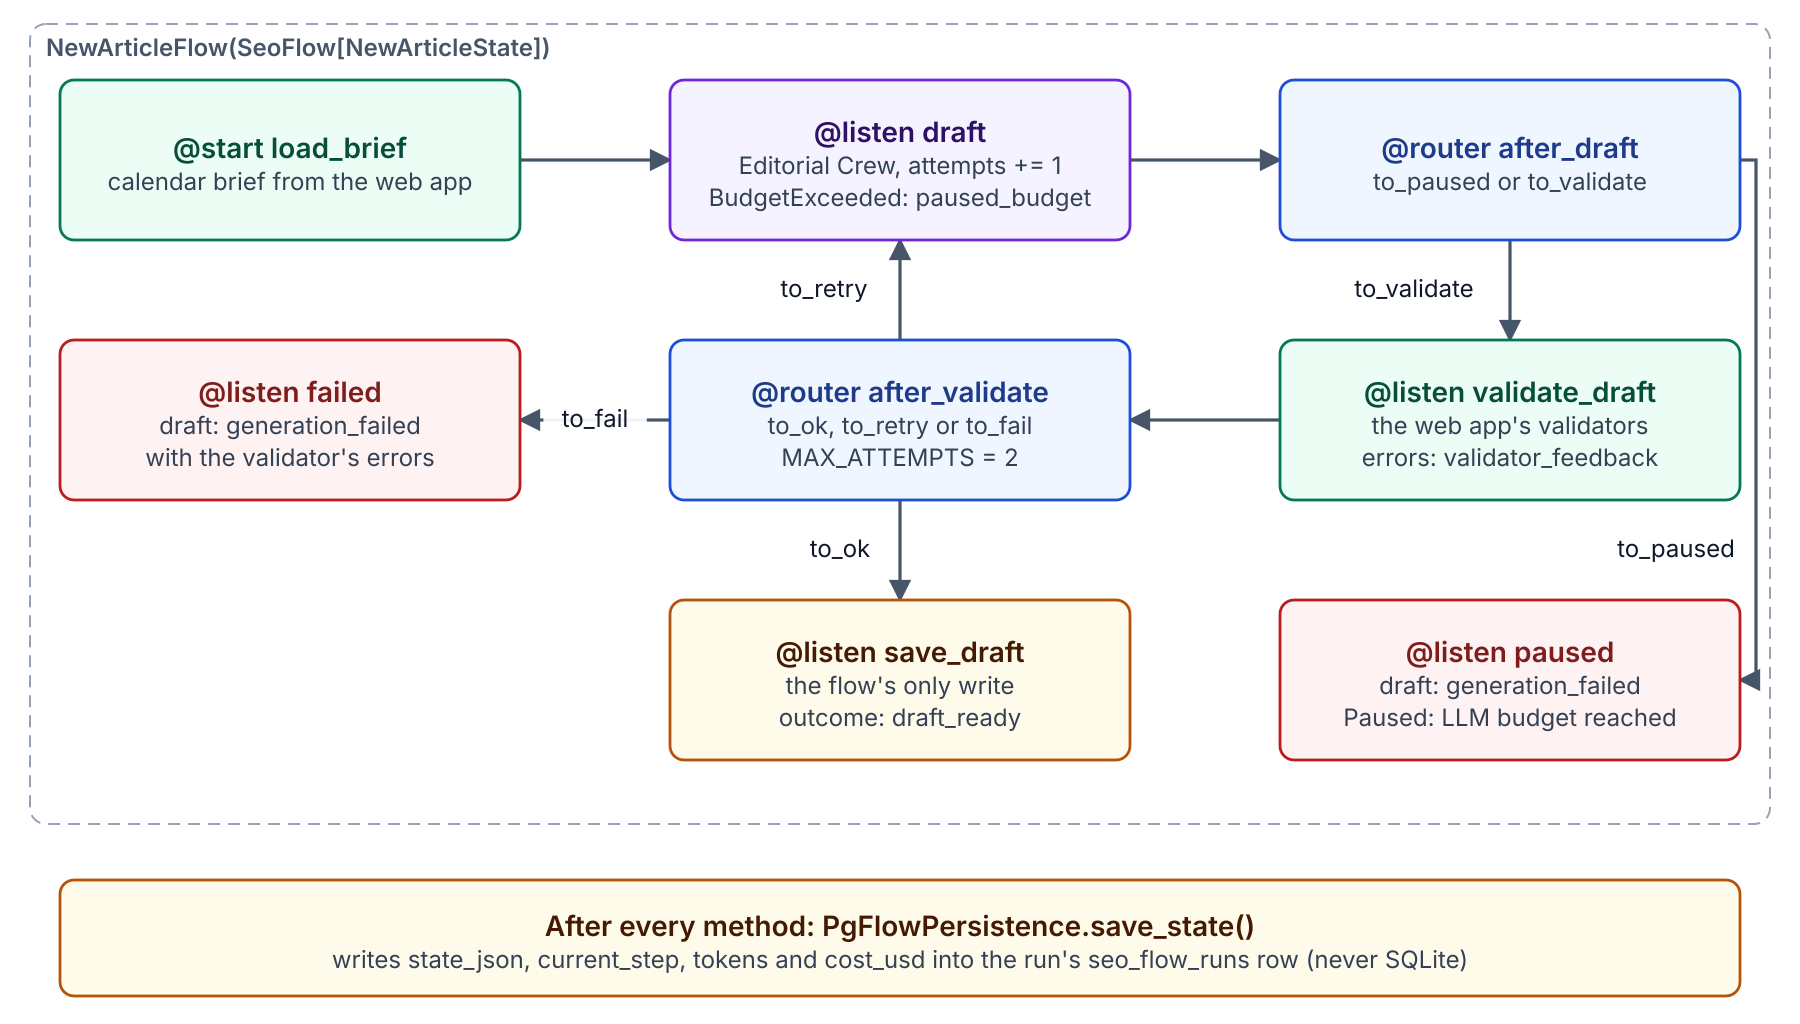 NewArticleFlow(SeoFlow[NewArticleState])
@start load_brief
calendar brief from the web app
@listen draft
Editorial Crew, attempts += 1
BudgetExceeded: paused_budget
@router after_draft
to_paused or to_validate
to_retry
to_validate
@listen failed
draft: generation_failed
with the validator's errors
to_fail
@router after_validate
to_ok, to_retry or to_fail
MAX_ATTEMPTS = 2
@listen validate_draft
the web app's validators
errors: validator_feedback
to_ok
to_paused
@listen save_draft
the flow's only write
outcome: draft_ready
@listen paused
draft: generation_failed
Paused: LLM budget reached
After every method: PgFlowPersistence.save_state()
writes state_json, current_step, tokens and cost_usd into the run's seo_flow_runs row (never SQLite)